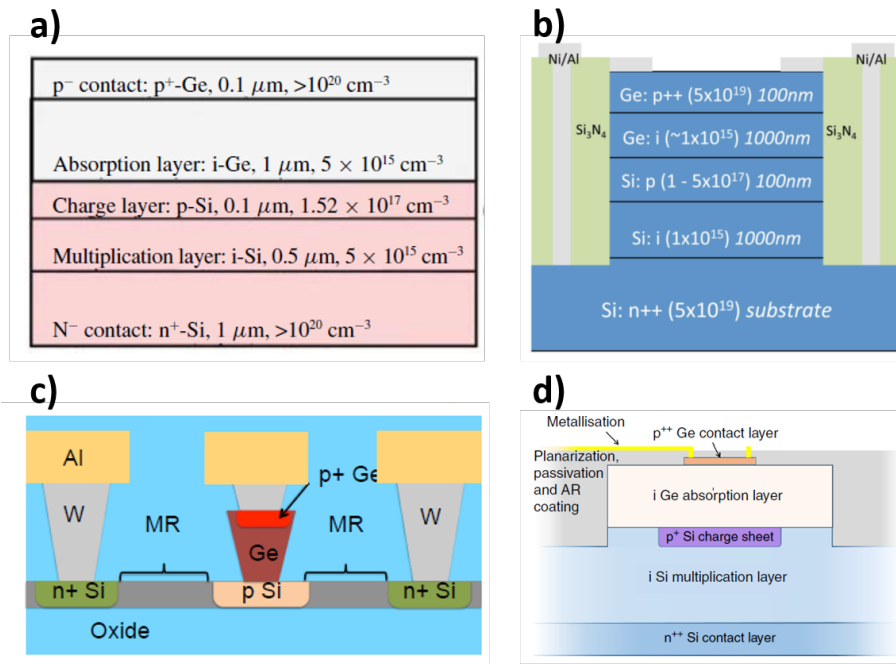 a)
p⁻ contact: p⁺-Ge, 0.1 μm, >10²⁰ cm⁻³
Absorption layer: i-Ge, 1 μm, 5 × 10¹⁵ cm⁻³
Charge layer: p-Si, 0.1 μm, 1.52 × 10¹⁷ cm⁻³
Multiplication layer: i-Si, 0.5 μm, 5 × 10¹⁵ cm⁻³
N⁻ contact: n⁺-Si, 1 μm, >10²⁰ cm⁻³
b)
Ni/Al
Ni/Al
Si₃N₄
Si₃N₄
Ge: p++ (5x10¹⁹) 100nm
Ge: i (~1x10¹⁵) 1000nm
Si: p (1 - 5x10¹⁷) 100nm
Si: i (1x10¹⁵) 1000nm
Si: n++ (5x10¹⁹) substrate
c)
Al
p+ Ge
W
MR
Ge
MR
W
n+ Si
p Si
n+ Si
Oxide
d)
Metallisation
p⁺⁺ Ge contact layer
Planarization,
passivation
and AR
coating
i Ge absorption layer
p⁺ Si charge sheet
i Si multiplication layer
n⁺⁺ Si contact layer